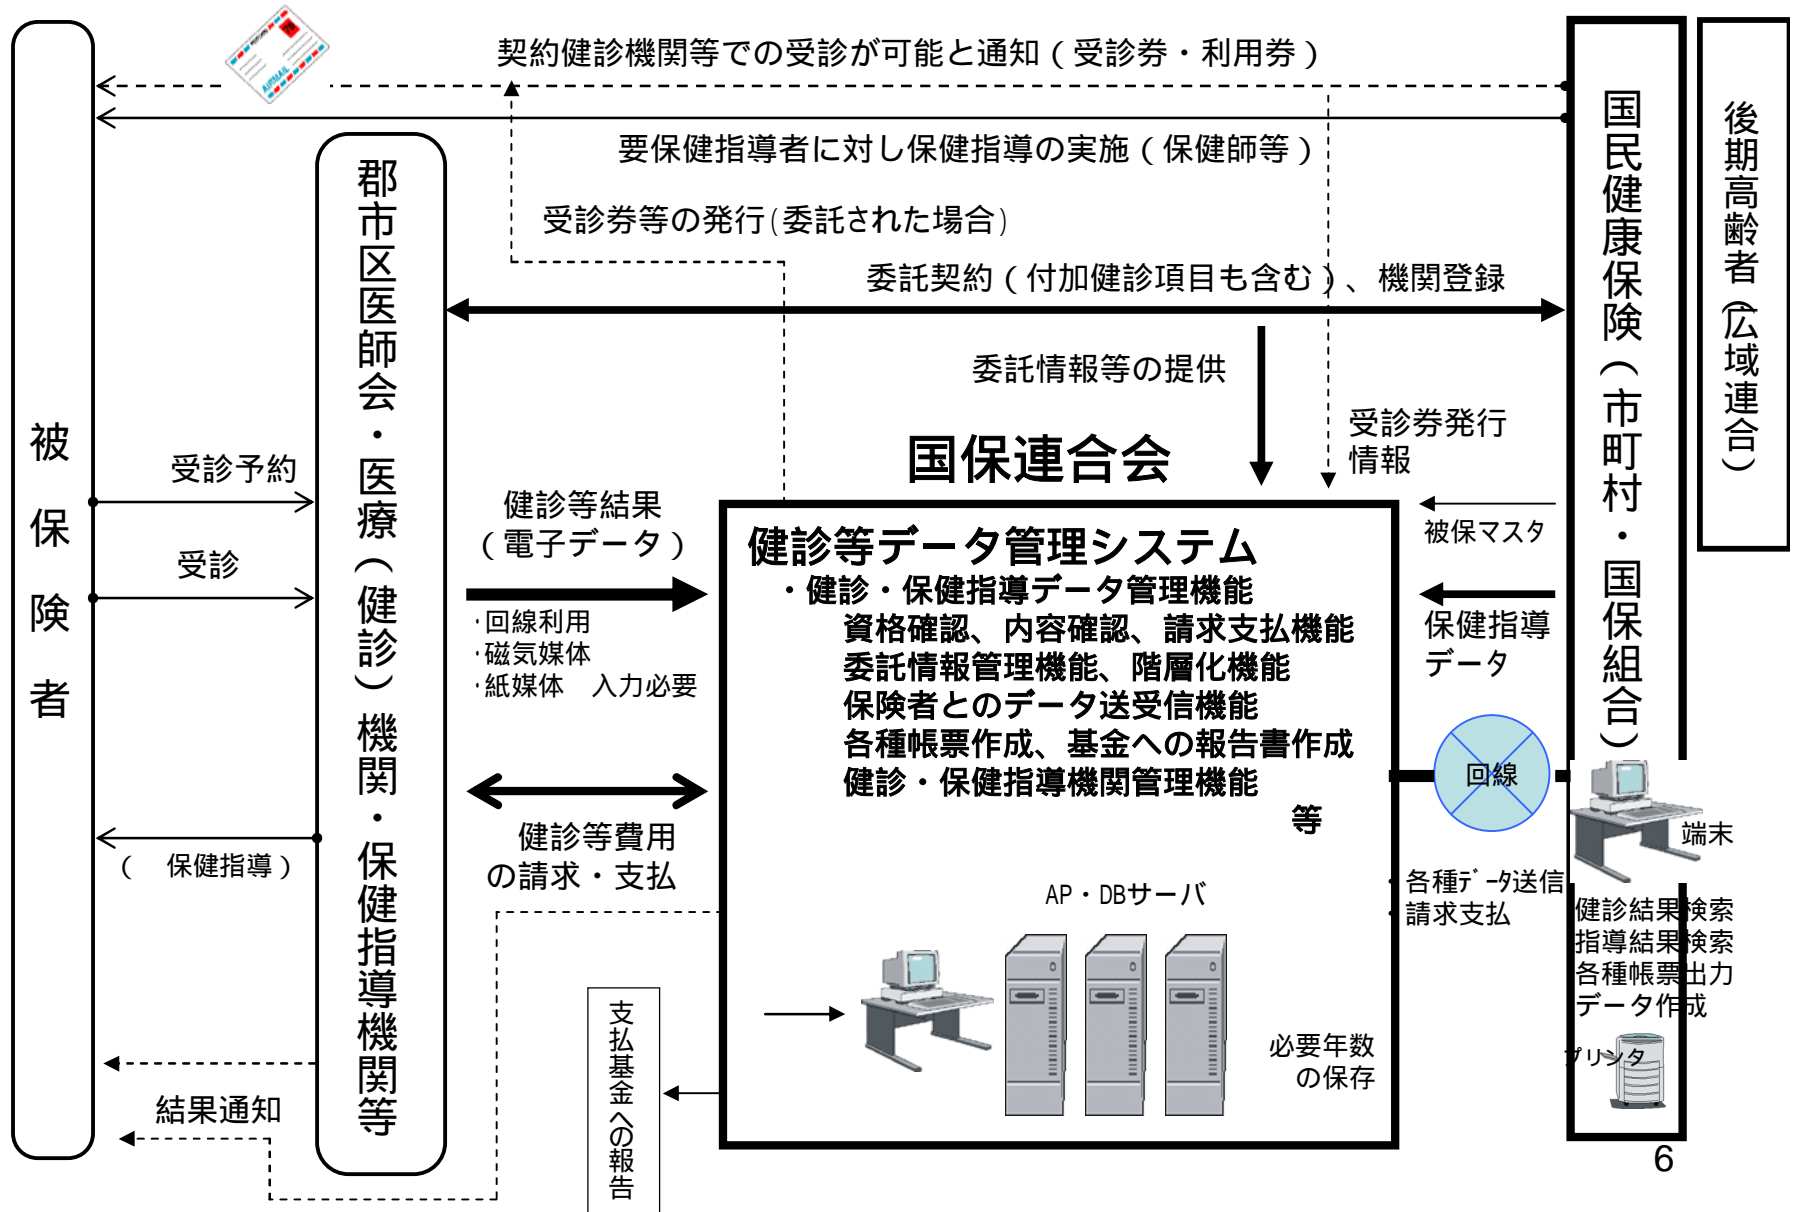 契約健診機関等での受診が可能と通知（受診券・利用券）
AIRMAIL
要保健指導者に対し保健指導の実施（保健師等）
受診券等の発行(委託された場合)
委託契約（付加健診項目も含む）、機関登録
委託情報等の提供
受診券発行
情報
被保険者
郡市区医師会・医療（健診）機関・保健指導機関等
国民健康保険（市町村・国保組合）
後期高齢者（広域連合）
受診予約
受診
健診等結果
（電子データ）
・回線利用
・磁気媒体
・紙媒体　入力必要
健診等費用
の請求・支払
（　保健指導）
結果通知
支払基金への報告
国保連合会
健診等データ管理システム
・健診・保健指導データ管理機能
資格確認、内容確認、請求支払機能
委託情報管理機能、階層化機能
保険者とのデータ送受信機能
各種帳票作成、基金への報告書作成
健診・保健指導機関管理機能
等
AP・DBサーバ
必要年数
の保存
被保マスタ
保健指導
データ
回線
・各種ﾃﾞｰﾀ送信
・請求支払
端末
健診結果検索
指導結果検索
各種帳票出力
データ作成
プリンタ
6